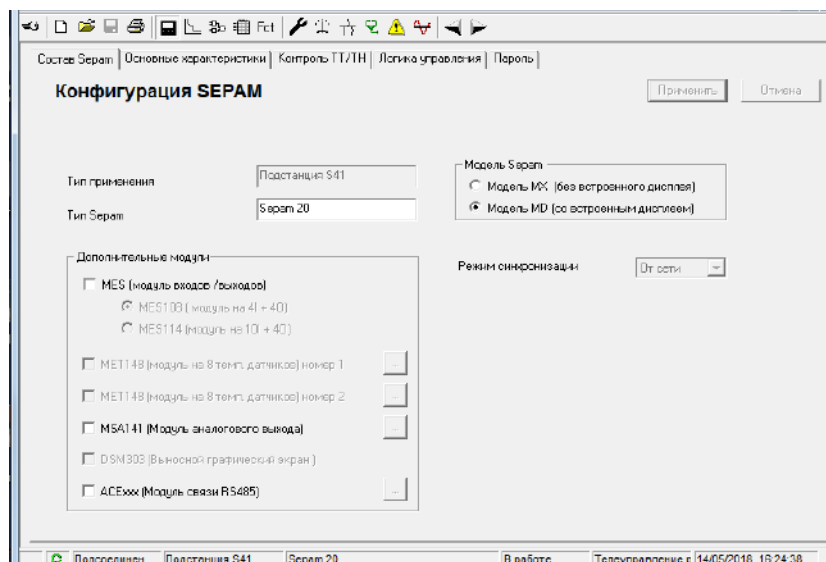 Fct
Состав Sepam | Основные характеристики | Контроль ТТ/ТН | Логика управления | Пароль
Конфигурация SEPAM
Применить
Отмена
Тип применения
Подстанция S41
Тип Sepam
Sepam 20
Модель Sepam
Модель MX (без встроенного дисплея)
Модель MD (со встроенным дисплеем)
Режим синхронизации
От сети
Дополнительные модули
MES (модуль входов /выходов)
MES108 ( модуль на 4I + 4O)
MES114 (модуль на 10I + 4O)
MET148 (модуль на 8 темп. датчиков) номер 1
...
MET148 (модуль на 8 темп. датчиков) номер 2
...
MSA141 (Модуль аналогового выхода)
...
DSM303 (Выносной графический экран )
ACExxx (Модуль связи RS485)
...
Подсоединен
Подстанция S41
Sepam 20
В работе
Телеуправление
14/05/2018 16:24:38